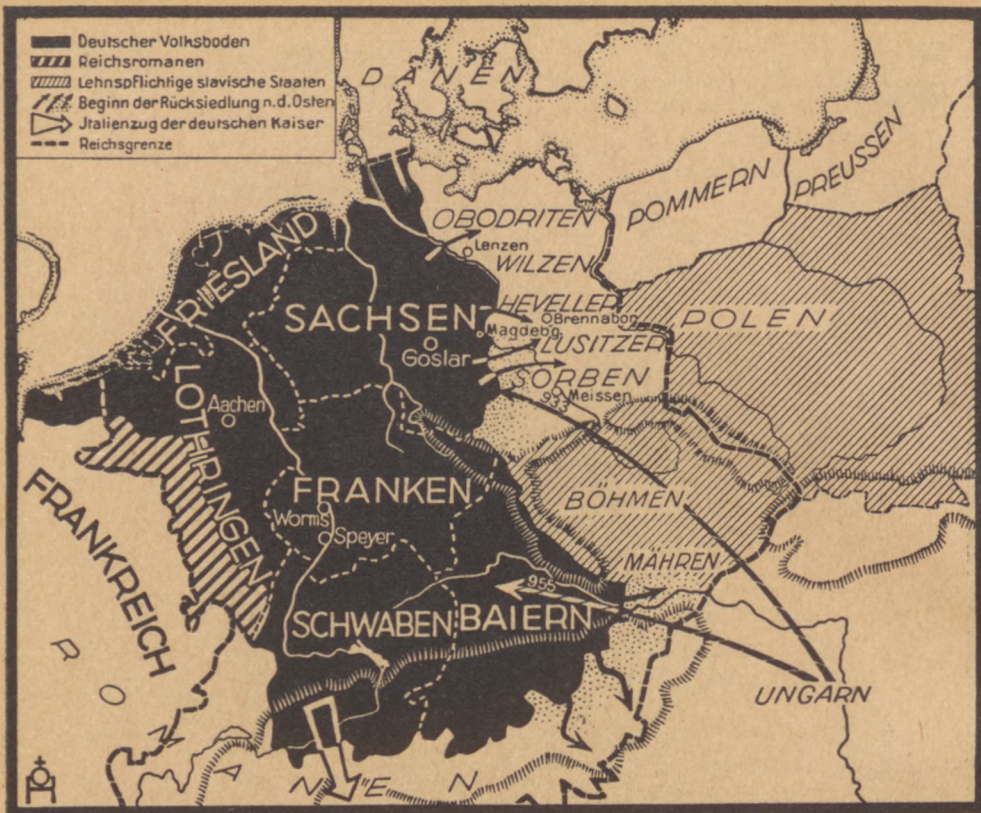 Deutscher Volksboden
Reichsromanen
Lehnspflichtige slavische Staaten
Beginn der Rücksiedlung n.d.Osten
Jtalienzug der deutschen Kaiser
Reichsgrenze
DÄNEN
PREUSSEN
POMMERN
OBODRITEN
Lenzen
WILZEN
FRIESLAND
SACHSEN
HEVELLER
Brennabor
Magdebg.
POLEN
LUSITZER
Goslar
SORBEN
Meissen
933
LOTHRINGEN
Aachen
FRANKREICH
FRANKEN
BÖHMEN
Worms
Speyer
MÄHREN
955
SCHWABEN
BAIERN
UNGARN
ROMANEN